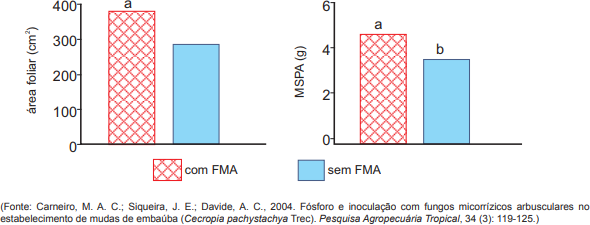 400
300
200
100
0
área foliar (cm²)
a
6
4
2
0
MSPA (g)
a
b
com FMA
sem FMA
(Fonte: Carneiro, M. A. C.; Siqueira, J. E.; Davide, A. C., 2004. Fósforo e inoculação com fungos micorrízicos arbusculares no
estabelecimento de mudas de embaúba (Cecropia pachystachya Trec). Pesquisa Agropecuária Tropical, 34 (3): 119-125.)